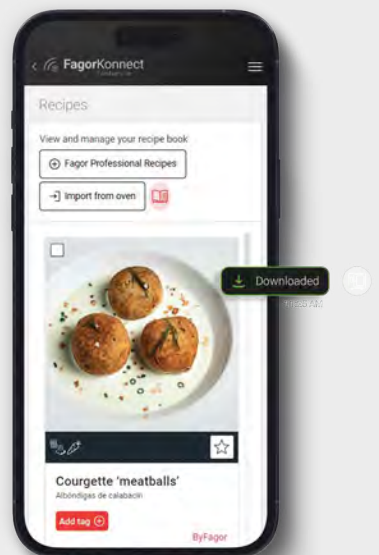 FagorKonnect
Recipes
View and manage your recipe book
Fagor Professional Recipes
Import from oven
Downloaded
Courgette 'meatballs'
Albóndigas de calabacín
Add tag
ByFagor